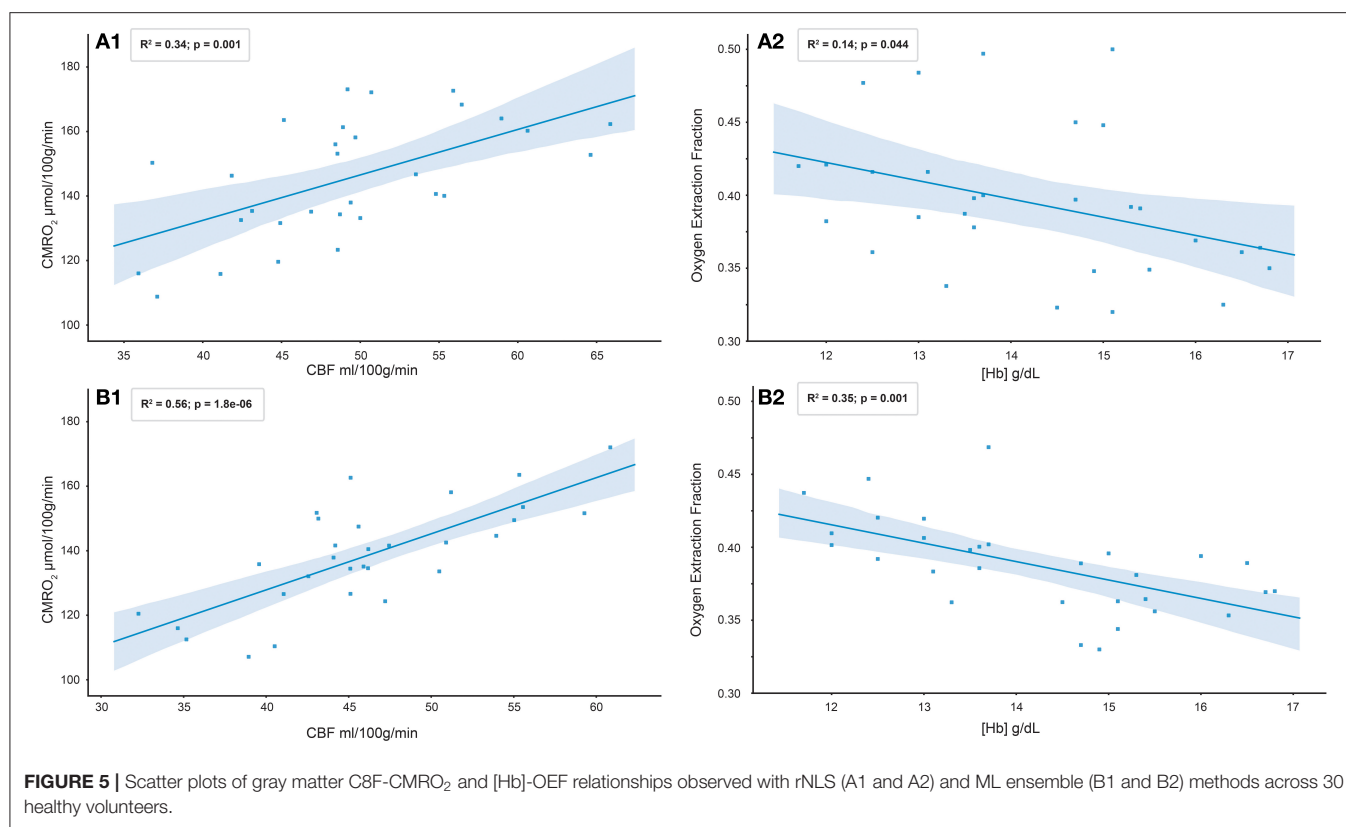 A1
R² = 0.34; p = 0.001
180
160
140
120
100
CMRO₂ µmol/100g/min
35 40 45 50 55 60 65
CBF ml/100g/min
A2
R² = 0.14; p = 0.044
0.50
0.45
0.40
0.35
0.30
Oxygen Extraction Fraction
12 13 14 15 16 17
[Hb] g/dL
B1
R² = 0.56; p = 1.8e-06
180
160
140
120
100
CMRO₂ µmol/100g/min
30 35 40 45 50 55 60
CBF ml/100g/min
B2
R² = 0.35; p = 0.001
0.50
0.45
0.40
0.35
0.30
Oxygen Extraction Fraction
12 13 14 15 16 17
[Hb] g/dL
FIGURE 5 | Scatter plots of gray matter C8F-CMRO₂ and [Hb]-OEF relationships observed with rNLS (A1 and A2) and ML ensemble (B1 and B2) methods across 30
healthy volunteers.